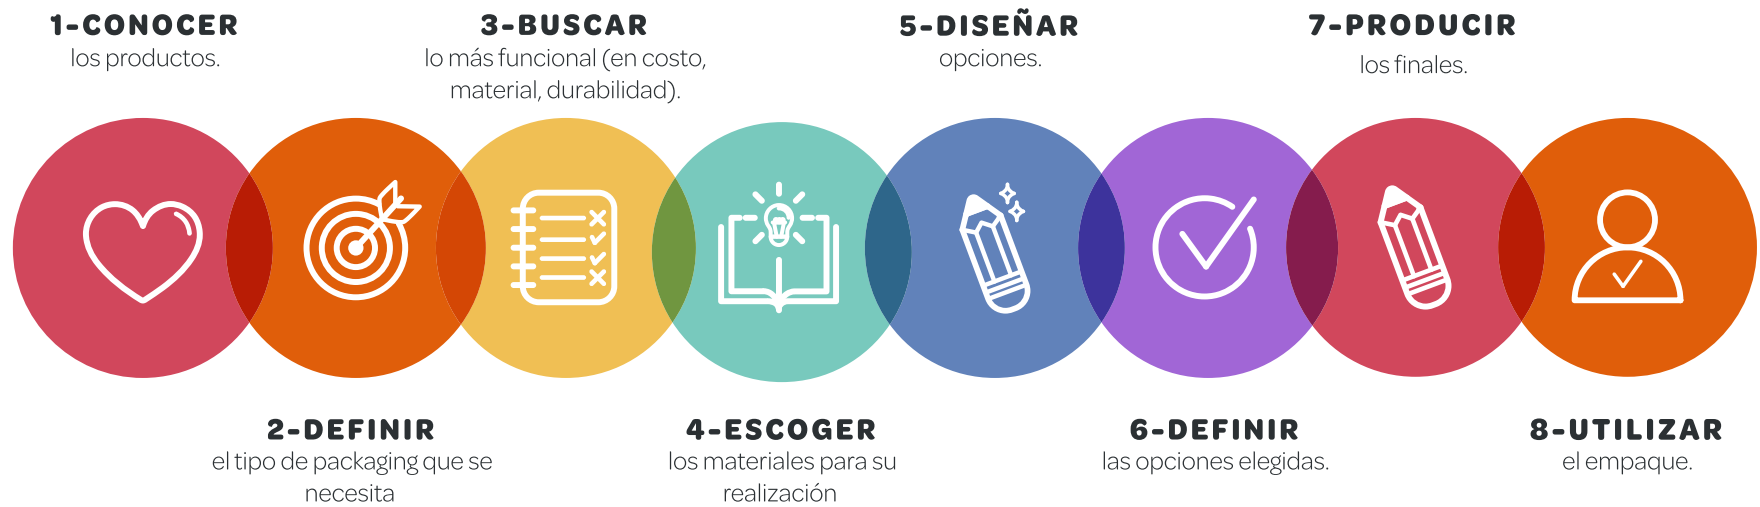 1-CONOCER
los productos.
2-DEFINIR
el tipo de packaging que se
necesita
3-BUSCAR
lo más funcional (en costo,
material, durabilidad).
4-ESCOGER
los materiales para su
realización
5-DISEÑAR
opciones.
6-DEFINIR
las opciones elegidas.
7-PRODUCIR
los finales.
8-UTILIZAR
el empaque.